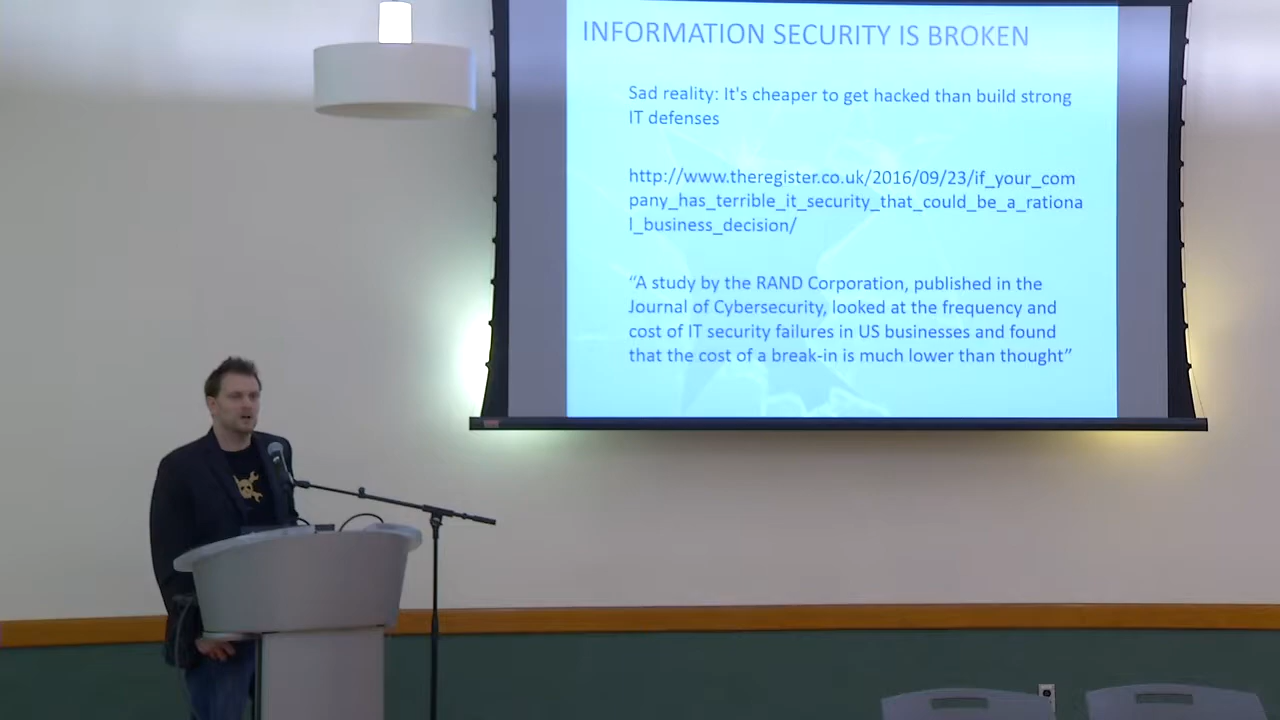 INFORMATION SECURITY IS BROKEN
Sad reality: It's cheaper to get hacked than build strong
IT defenses
http://www.theregister.co.uk/2016/09/23/if_your_com
pany_has_terrible_it_security_that_could_be_a_rationa
l_business_decision/
“A study by the RAND Corporation, published in the
Journal of Cybersecurity, looked at the frequency and
cost of IT security failures in US businesses and found
that the cost of a break-in is much lower than thought”